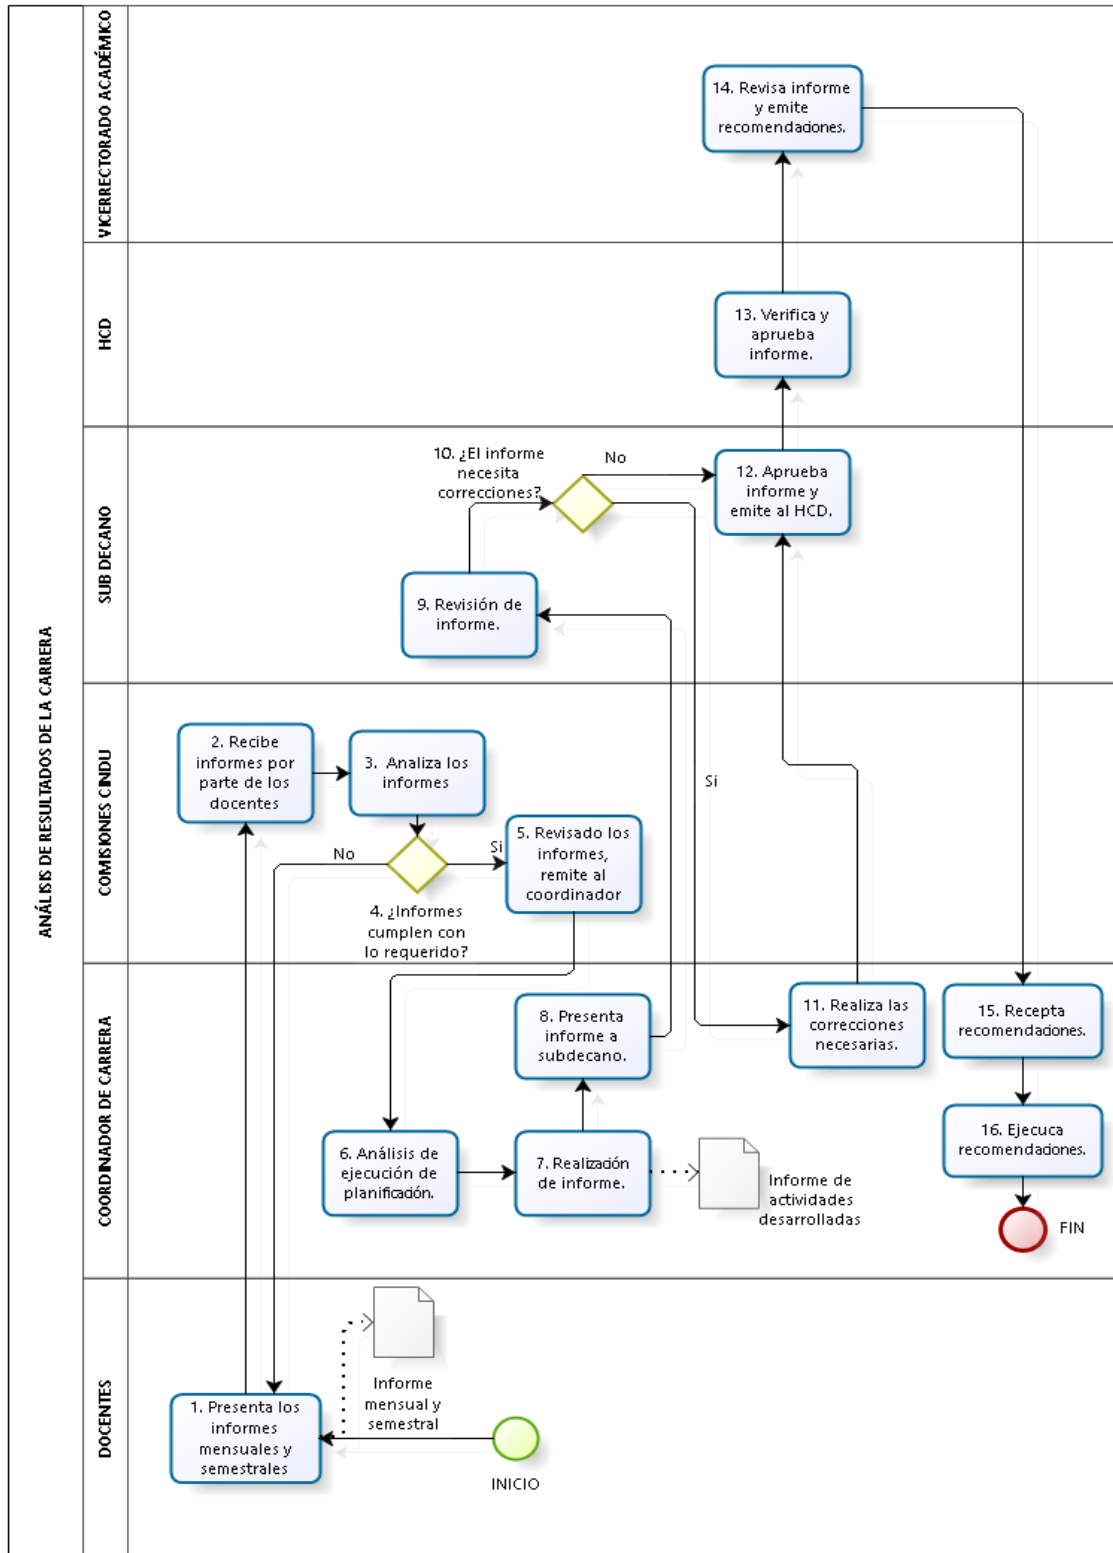 ANÁLISIS DE RESULTADOS DE LA CARRERA
VICERRECTORADO ACADÉMICO
14. Revisa informe
y emite
recomendaciones.
HCD
13. Verifica y
aprueba
informe.
SUB DECANO
10. ¿El informe
necesita
correcciones?
No
12. Aprueba
informe y
emite al HCD.
9. Revisión de
informe.
Si
COMISIONES CINDU
2. Recibe
informes por
parte de los
docentes
3. Analiza los
informes
No
Si
5. Revisado los
informes,
remite al
coordinador
4. ¿Informes
cumplen con
lo requerido?
COORDINADOR DE CARRERA
8. Presenta
informe a
subdecano.
11. Realiza las
correcciones
necesarias.
15. Recepta
recomendaciones.
6. Análisis de
ejecución de
planificación.
7. Realización
de informe.
Informe de
actividades
desarrolladas
16. Ejecuca
recomendaciones.
FIN
DOCENTES
1. Presenta los
informes
mensuales y
semestrales
Informe
mensual y
semestral
INICIO